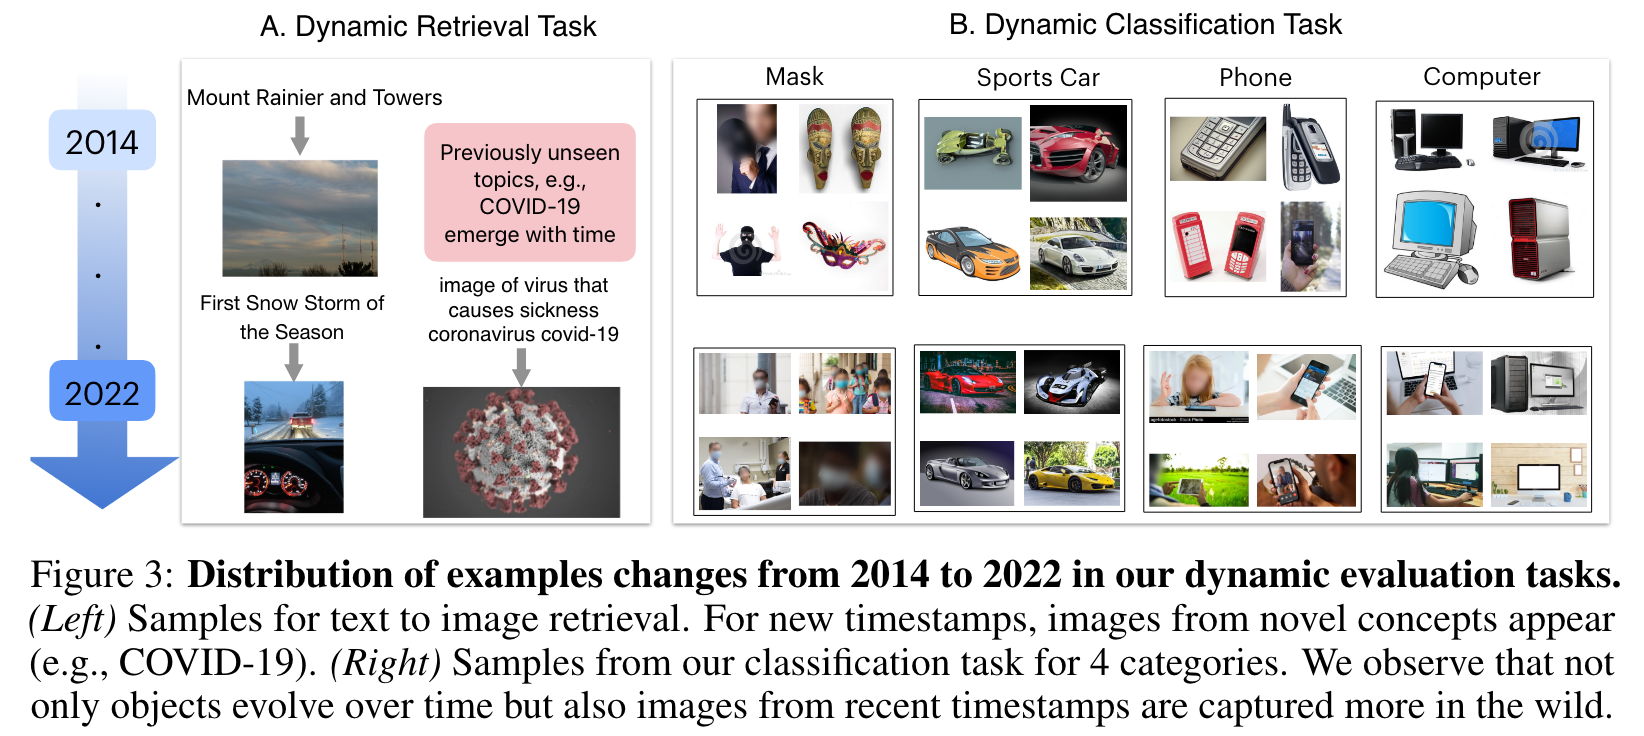 A. Dynamic Retrieval Task
B. Dynamic Classification Task
2014
2022
Mount Rainier and Towers
Previously unseen
topics, e.g.,
COVID-19
emerge with time
First Snow Storm of
the Season
image of virus that
causes sickness
coronavirus covid-19
Mask
Sports Car
Phone
Computer
Figure 3: Distribution of examples changes from 2014 to 2022 in our dynamic evaluation tasks.
(Left) Samples for text to image retrieval. For new timestamps, images from novel concepts appear
(e.g., COVID-19). (Right) Samples from our classification task for 4 categories. We observe that not
only objects evolve over time but also images from recent timestamps are captured more in the wild.